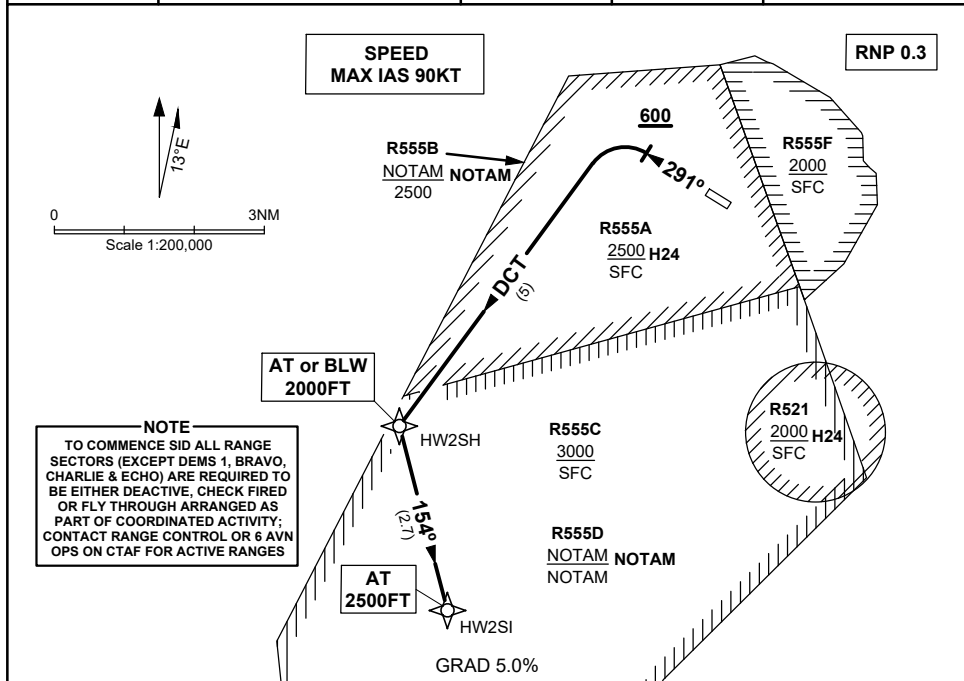 SPEED
MAX IAS 90KT
RNP 0.3
13°E
0 3NM
Scale 1:200,000
R555B
NOTAM NOTAM
2500
600
291°
R555F
2000
SFC
R555A
2500 H24
SFC
DCT
(5)
AT or BLW
2000FT
HW2SH
NOTE
TO COMMENCE SID ALL RANGE
SECTORS (EXCEPT DEMS 1, BRAVO,
CHARLIE & ECHO) ARE REQUIRED TO
BE EITHER DEACTIVE, CHECK FIRED
OR FLY THROUGH ARRANGED AS
PART OF COORDINATED ACTIVITY;
CONTACT RANGE CONTROL OR 6 AVN
OPS ON CTAF FOR ACTIVE RANGES
R555C
3000
SFC
R521
2000 H24
SFC
154°
(2.7)
R555D
NOTAM NOTAM
NOTAM
AT
2500FT
HW2SI
GRAD 5.0%